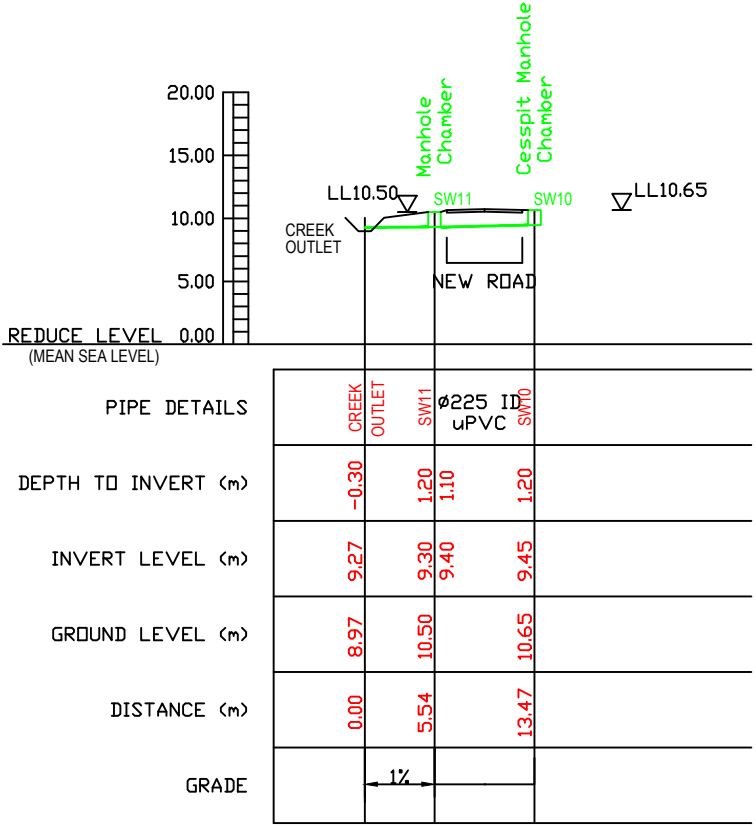 Manhole
Chamber
Cesspit Manhole
Chamber
20.00
15.00
10.00
5.00
0.00
LL10.50
SW11
SW10
LL10.65
CREEK
OUTLET
NEW ROAD
REDUCE LEVEL
(MEAN SEA LEVEL)
PIPE DETAILS
CREEK
OUTLET
SW11
Ø225 ID
uPVC
SW10
DEPTH TO INVERT (m)
-0.30
1.20
1.10
1.20
INVERT LEVEL (m)
9.27
9.30
9.40
9.45
GROUND LEVEL (m)
8.97
10.50
10.65
DISTANCE (m)
0.00
5.54
13.47
GRADE
1%